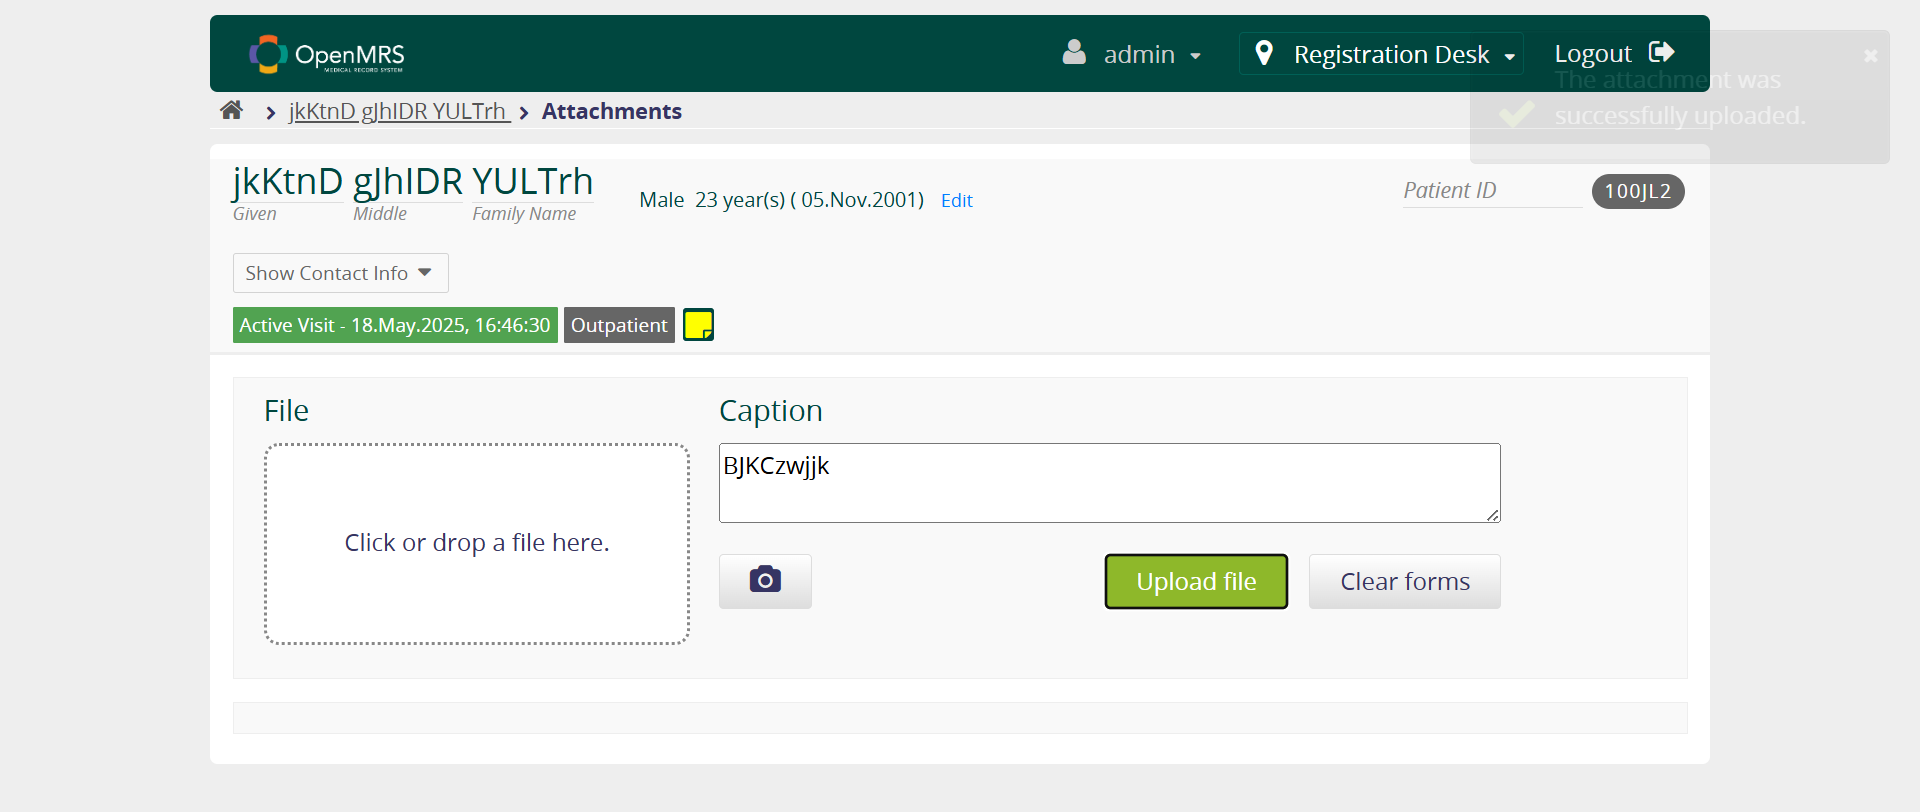 OpenMRS
MEDICAL RECORD SYSTEM
admin
Registration Desk
Logout
The attachment was
successfully uploaded.
jkKtnD gJhIDR YULTrh
Attachments
jkKtnD gJhIDR YULTrh
Given Middle Family Name
Male 23 year(s) ( 05.Nov.2001) Edit
Patient ID 100JL2
Show Contact Info
Active Visit - 18.May.2025, 16:46:30 Outpatient
File
Click or drop a file here.
Caption
BJKCzwjjk
Upload file
Clear forms